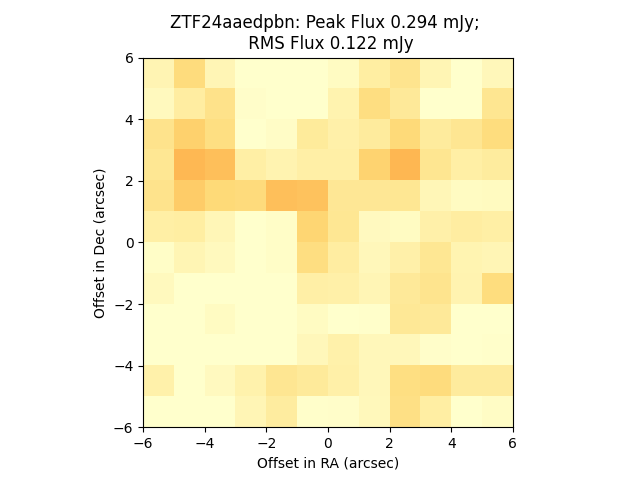 ZTF24aaedpbn: Peak Flux 0.294 mJy;
RMS Flux 0.122 mJy
6
4
2
0
−2
−4
−6
Offset in Dec (arcsec)
−6 −4 −2 0 2 4 6
Offset in RA (arcsec)